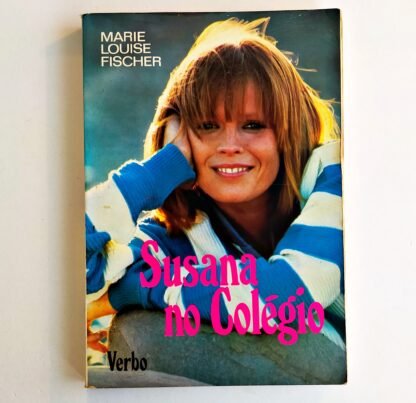 MARIE
LOUISE
FISCHER
Susana
no Colégio
Verbo